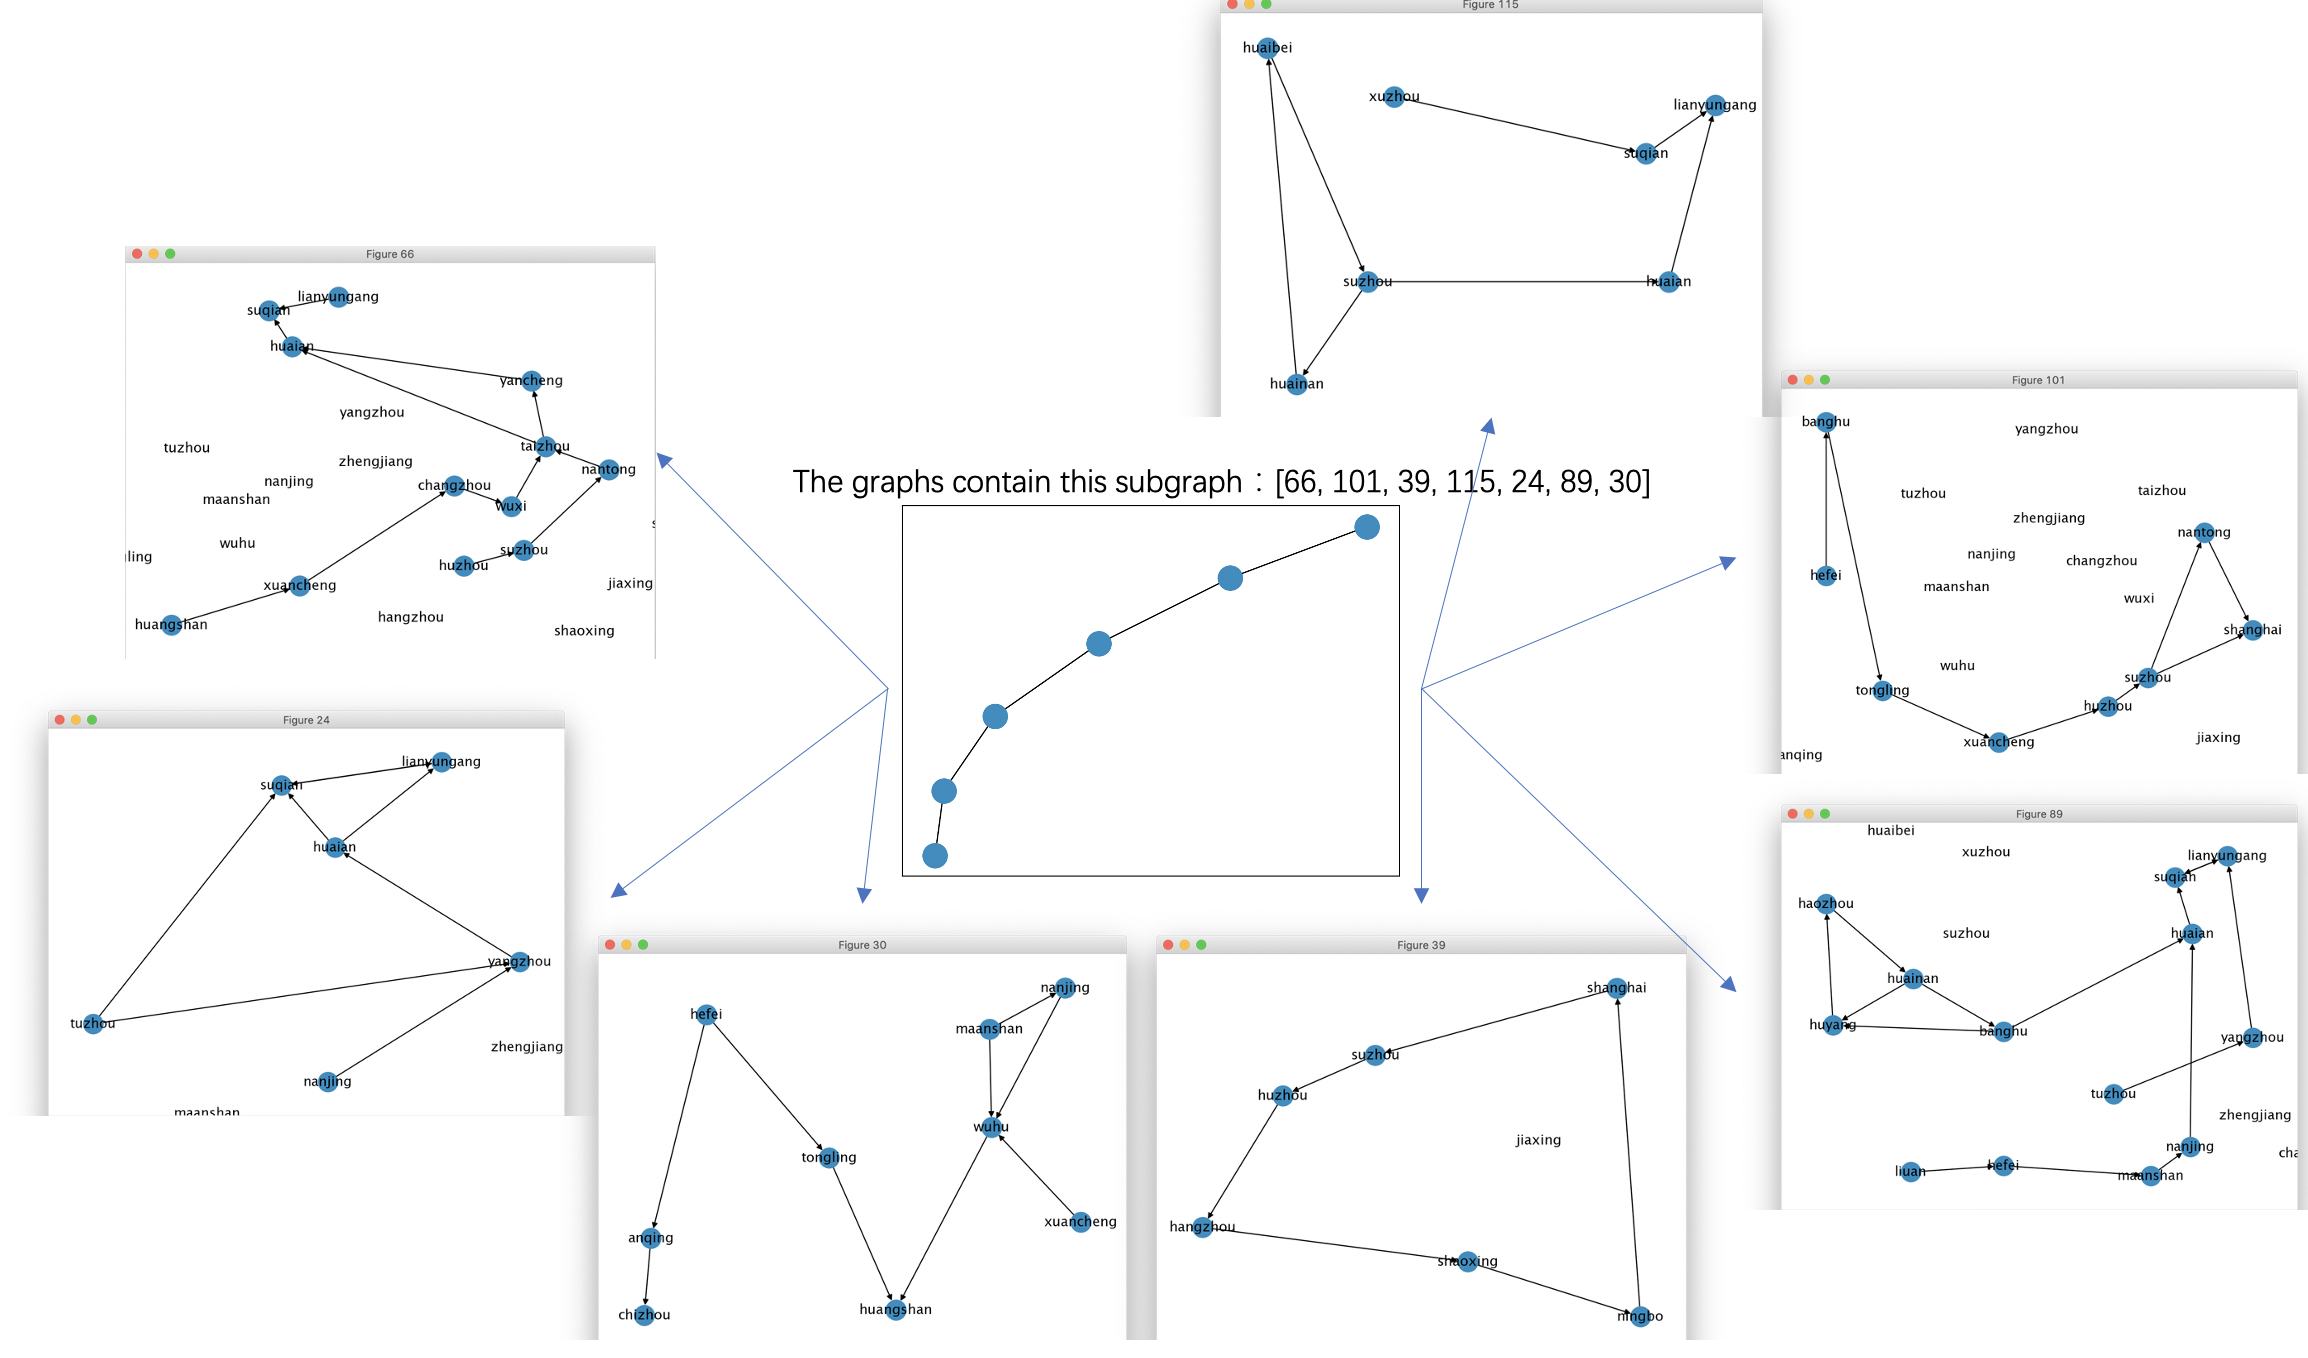 Figure 115
huaibei
xuzhou
lianyungang
suqian
suzhou
huaian
huainan
Figure 66
lianyungang
suqian
huaian
yancheng
yangzhou
tuzhou
taizhou
zhengjiang
nantong
nanjing
changzhou
maanshan
wuxi
wuhu
suzhou
ling
huzhou
xuancheng
jiaxing
hangzhou
huangshan
shaoxing
The graphs contain this subgraph：[66, 101, 39, 115, 24, 89, 30]
Figure 101
banghu
yangzhou
tuzhou
taizhou
zhengjiang
nantong
nanjing
changzhou
hefei
maanshan
wuxi
shanghai
wuhu
suzhou
tongling
huzhou
xuancheng
jiaxing
anqing
Figure 24
lianyungang
suqian
huaian
yangzhou
tuzhou
zhengjiang
nanjing
maanshan
Figure 30
nanjing
hefei
maanshan
wuhu
tongling
xuancheng
anqing
huangshan
chizhou
Figure 39
shanghai
suzhou
huzhou
jiaxing
hangzhou
shaoxing
ningbo
Figure 89
huaibei
xuzhou
lianyungang
suqian
haozhou
suzhou
huaian
huainan
huyang
banghu
yangzhou
tuzhou
zhengjiang
nanjing
cha
hefei
liuan
maanshan